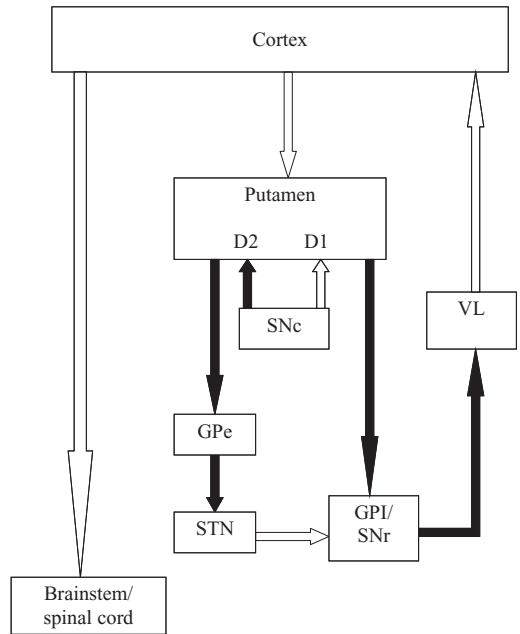 Cortex
Putamen
D2 D1
SNc
VL
GPe
STN
GPI/
SNr
Brainstem/
spinal cord